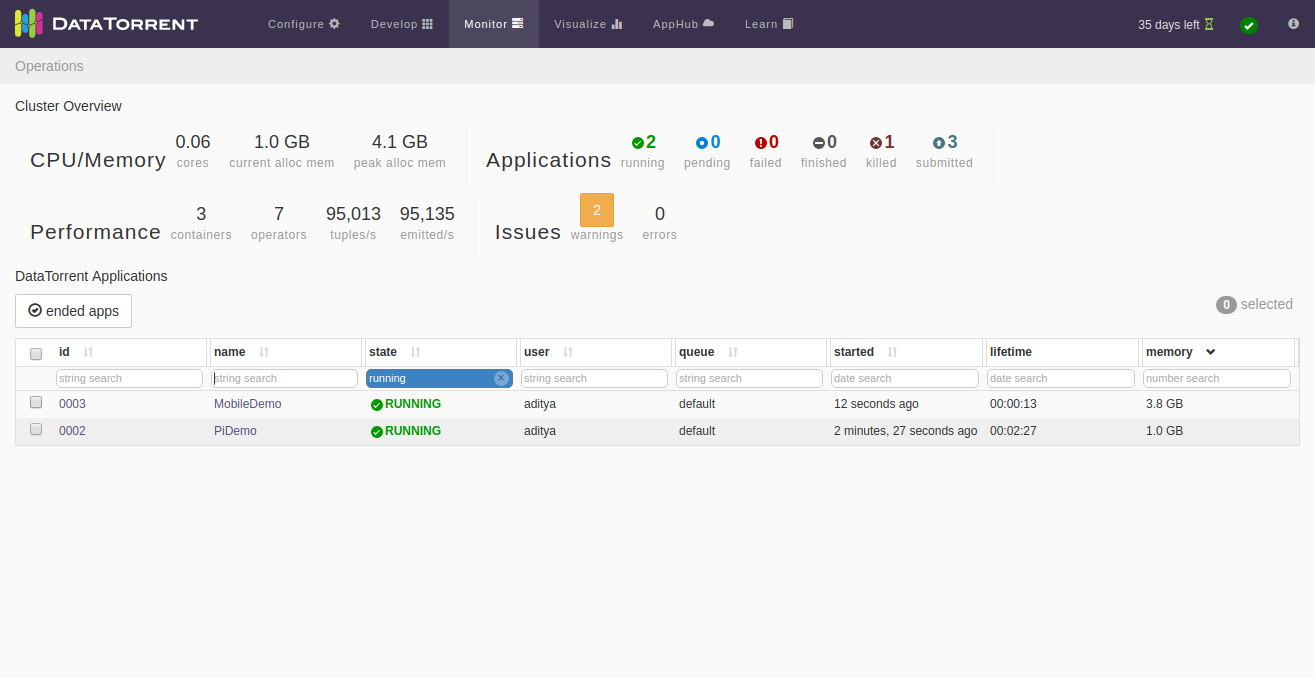 DATATORRENT Configure Develop Monitor Visualize AppHub Learn 35 days left
Operations
Cluster Overview
CPU/Memory 0.06 cores 1.0 GB current alloc mem 4.1 GB peak alloc mem Applications 2 running 0 pending 0 failed 0 finished 1 killed 3 submitted
Performance 3 containers 7 operators 95,013 tuples/s 95,135 emitted/s Issues 2 warnings 0 errors
DataTorrent Applications
ended apps 0 selected
id name state user queue started lifetime memory
string search string search running string search string search date search date search number search
0003 MobileDemo RUNNING aditya default 12 seconds ago 00:00:13 3.8 GB
0002 PiDemo RUNNING aditya default 2 minutes, 27 seconds ago 00:02:27 1.0 GB